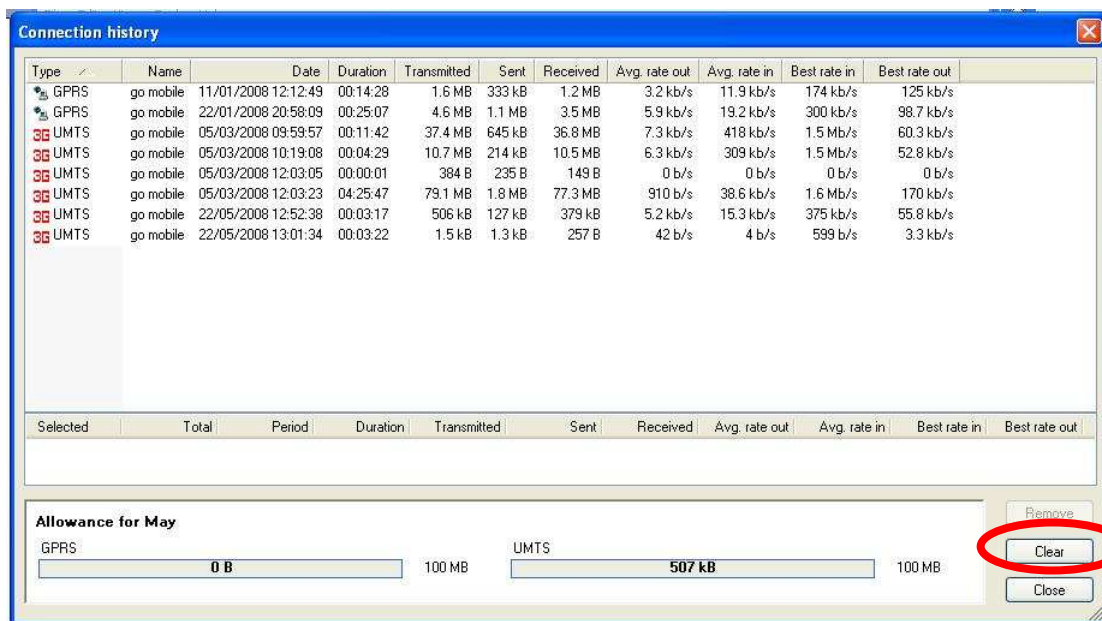 Connection history
Type Name Date Duration Transmitted Sent Received Avg. rate out Avg. rate in Best rate in Best rate out
GPRS go mobile 11/01/2008 12:12:49 00:14:28 1.6 MB 333 kB 1.2 MB 3.2 kb/s 11.9 kb/s 174 kb/s 125 kb/s
GPRS go mobile 22/01/2008 20:58:09 00:25:07 4.6 MB 1.1 MB 3.5 MB 5.9 kb/s 19.2 kb/s 300 kb/s 98.7 kb/s
3G UMTS go mobile 05/03/2008 09:59:57 00:11:42 37.4 MB 645 kB 36.8 MB 7.3 kb/s 418 kb/s 1.5 Mb/s 60.3 kb/s
3G UMTS go mobile 05/03/2008 10:19:08 00:04:29 10.7 MB 214 kB 10.5 MB 6.3 kb/s 309 kb/s 1.5 Mb/s 52.8 kb/s
3G UMTS go mobile 05/03/2008 12:03:05 00:00:01 384 B 235 B 149 B 0 b/s 0 b/s 0 b/s 0 b/s
3G UMTS go mobile 05/03/2008 12:03:23 04:25:47 79.1 MB 1.8 MB 77.3 MB 910 b/s 38.6 kb/s 1.6 Mb/s 170 kb/s
3G UMTS go mobile 22/05/2008 12:52:38 00:03:17 506 kB 127 kB 379 kB 5.2 kb/s 15.3 kb/s 375 kb/s 55.8 kb/s
3G UMTS go mobile 22/05/2008 13:01:34 00:03:22 1.5 kB 1.3 kB 257 B 42 b/s 4 b/s 599 b/s 3.3 kb/s
Selected Total Period Duration Transmitted Sent Received Avg. rate out Avg. rate in Best rate in Best rate out
Allowance for May
GPRS UMTS
0 B 100 MB 507 kB 100 MB
Remove
Clear
Close